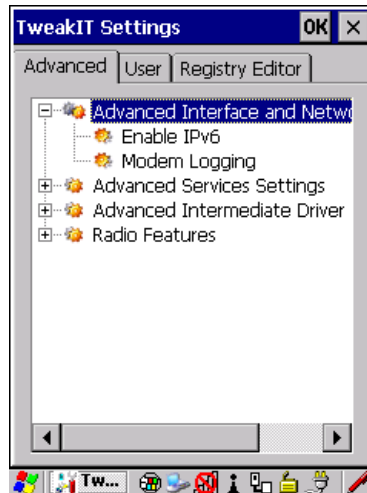 TweakIT Settings OK
Advanced User Registry Editor
Advanced Interface and Netwo
Enable IPv6
Modem Logging
Advanced Services Settings
Advanced Intermediate Driver
Radio Features
Tw...